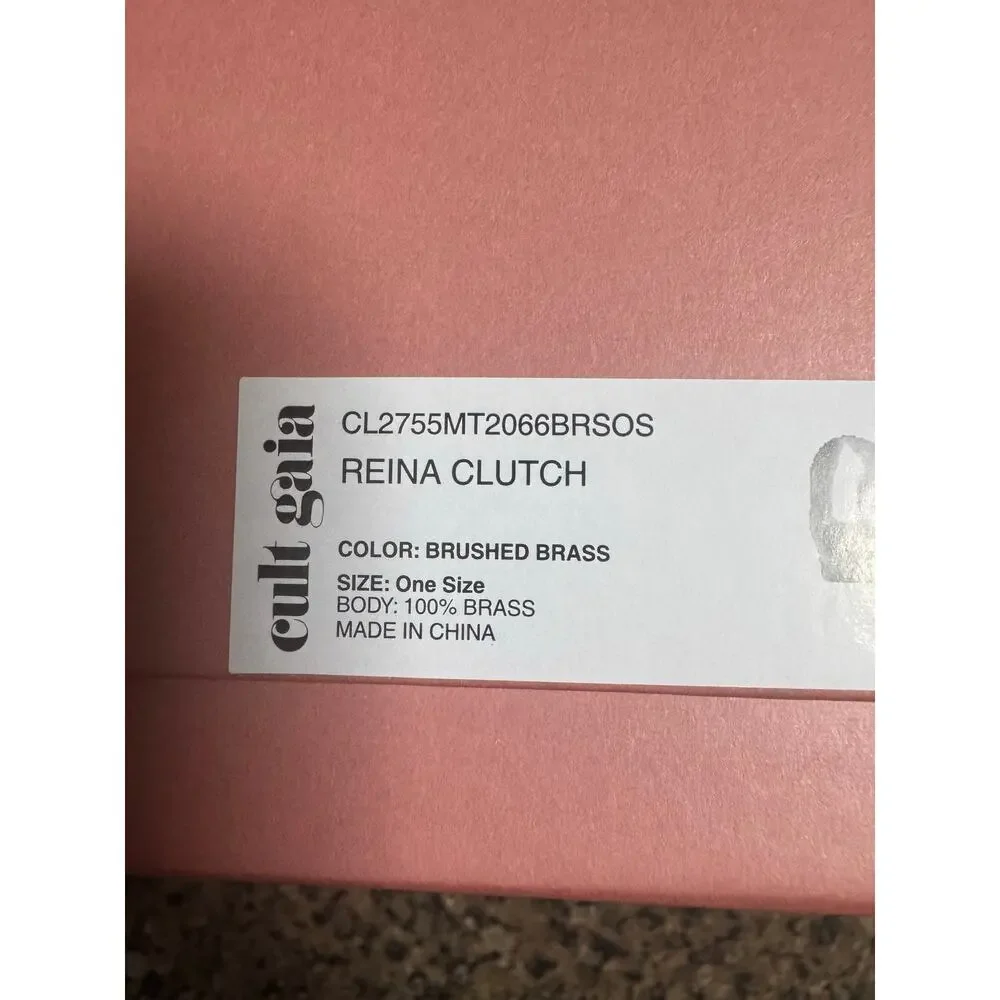 cult gaia
CL2755MT2066BRSOS
REINA CLUTCH
COLOR: BRUSHED BRASS
SIZE: One Size
BODY: 100% BRASS
MADE IN CHINA